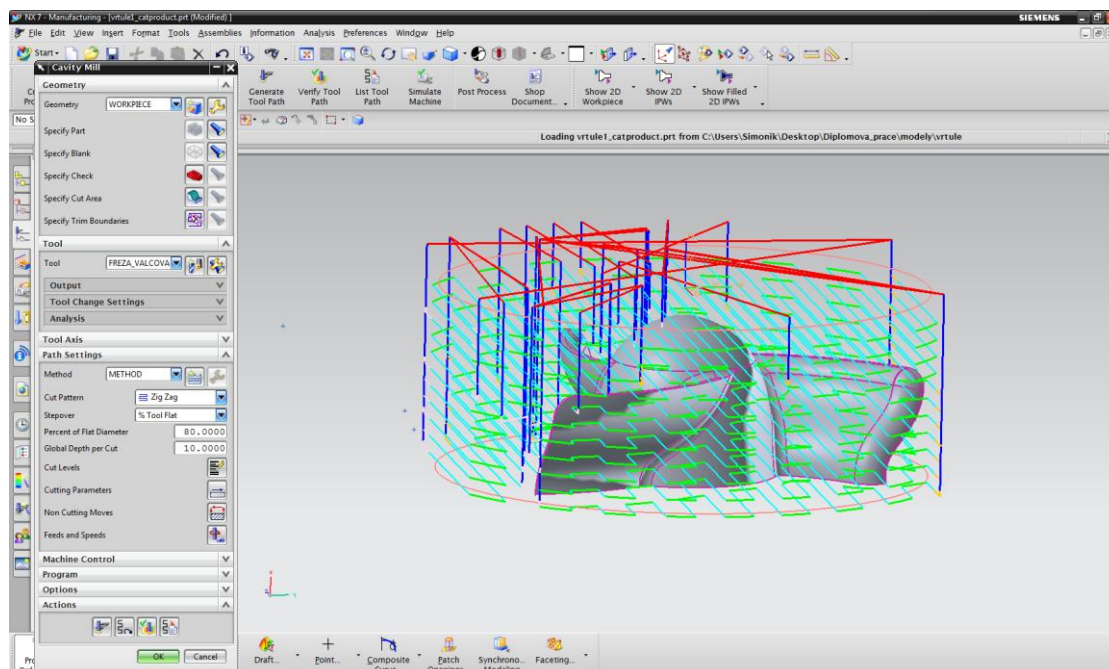 NX 7 - Manufacturing - [vrtule1_catproduct.prt (Modified) ]
SIEMENS
File Edit View Insert Format Tools Assemblies Information Analysis Preferences Window Help
Start
Cavity Mill
Geometry
Geometry WORKPIECE
Specify Part
Specify Blank
Specify Check
Specify Cut Area
Specify Trim Boundaries
Tool
Tool FREZA_VALCOVA
Output
Tool Change Settings
Analysis
Tool Axis
Path Settings
Method METHOD
Cut Pattern Zig Zag
Stepover % Tool Flat
Percent of Flat Diameter 80.0000
Global Depth per Cut 10.0000
Cut Levels
Cutting Parameters
Non Cutting Moves
Feeds and Speeds
Machine Control
Program
Options
Actions
OK Cancel
Generate Tool Path
Verify Tool Path
List Tool Path
Simulate Machine
Post Process
Shop Document...
Show 2D Workpiece
Show 2D IPWs
Show Filled 2D IPWs
No S
Loading vrtule1_catproduct.prt from C:\Users\Simonik\Desktop\Diplomova_prace\modely\vrtule
Draft...
Point...
Composite
Patch
Synchrono...
Faceting...